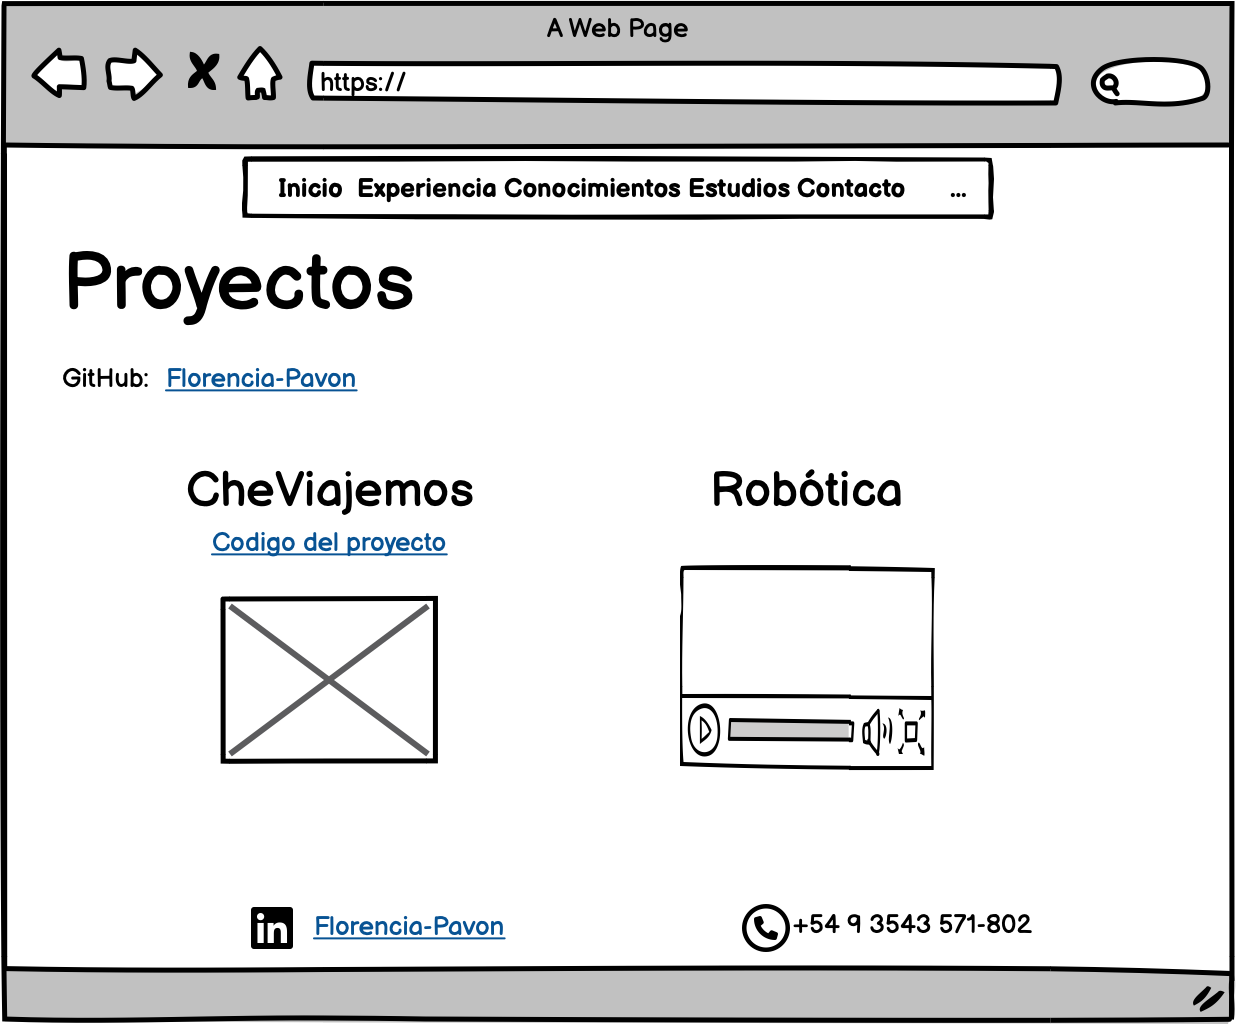 A Web Page
https://
Inicio Experiencia Conocimientos Estudios Contacto ...
Proyectos
GitHub: Florencia-Pavon
CheViajemos
Robótica
Codigo del proyecto
in Florencia-Pavon
+54 9 3543 571-802